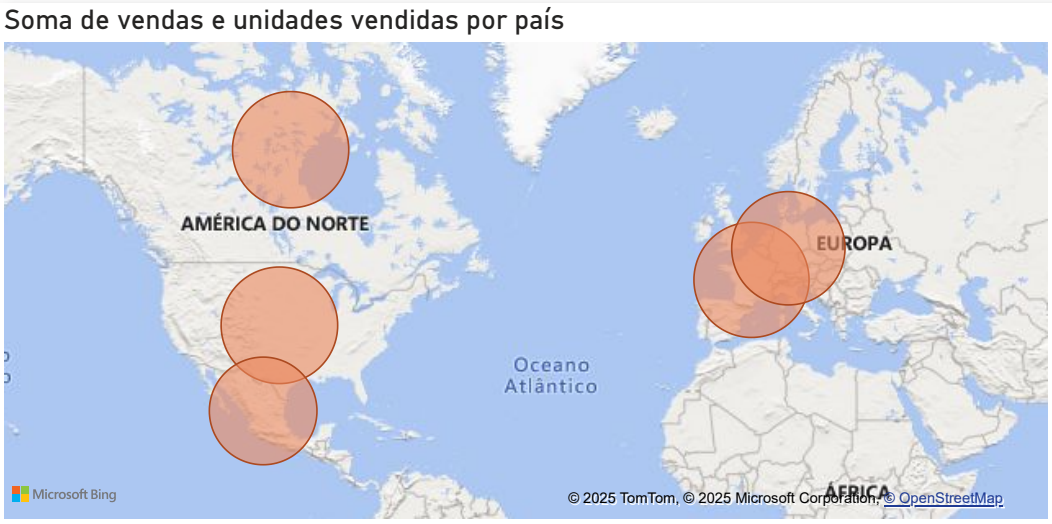 Soma de vendas e unidades vendidas por país
AMÉRICA DO NORTE
EUROPA
Oceano
Atlântico
ÁFRICA
Microsoft Bing
© 2025 TomTom, © 2025 Microsoft Corporation, © OpenStreetMap